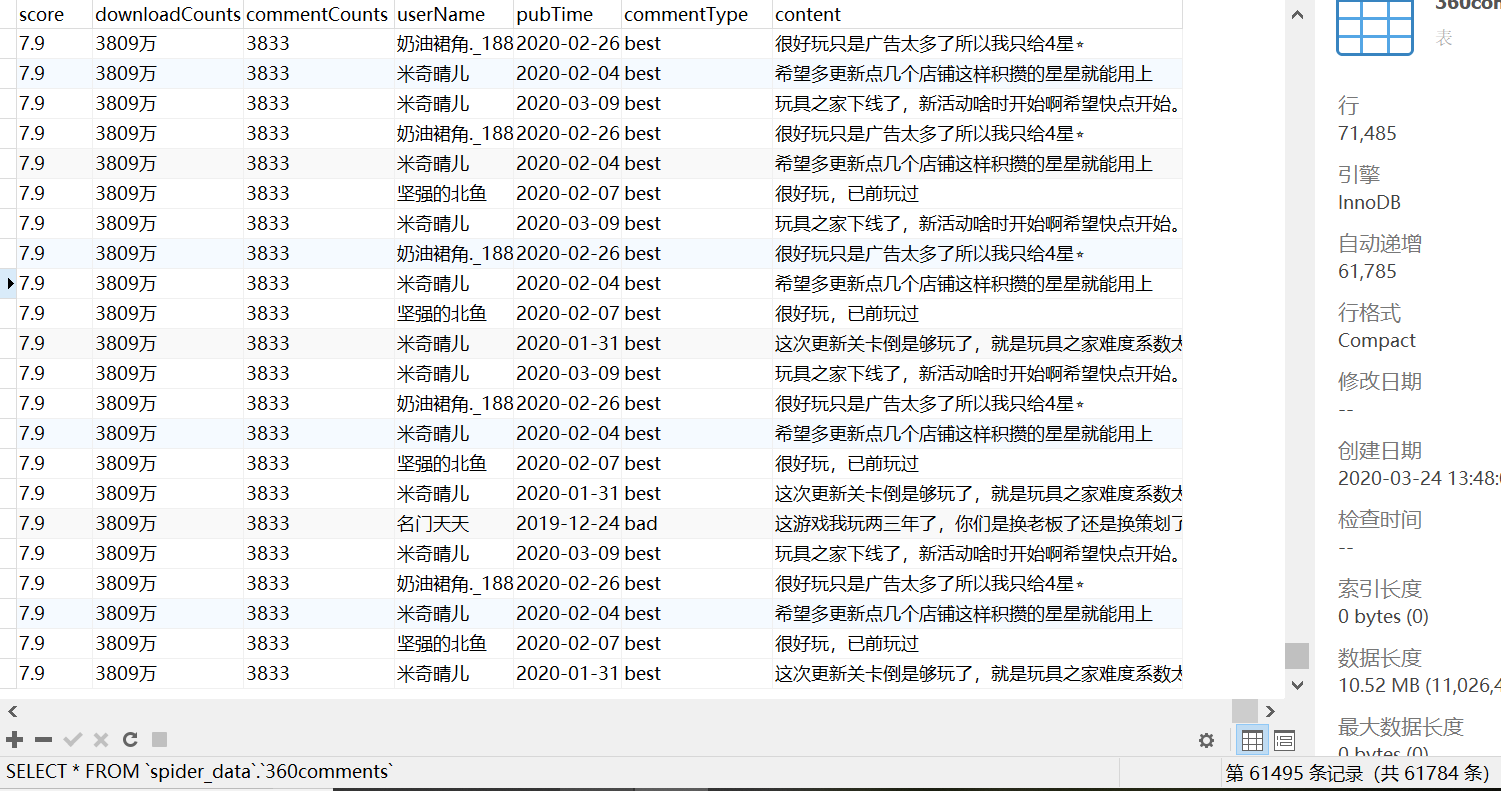 score downloadCounts commentCounts userName pubTime commentType content
7.9 3809万 3833 奶油裙角._188 2020-02-26 best 很好玩只是广告太多了所以我只给4星⭑
7.9 3809万 3833 米奇晴儿 2020-02-04 best 希望多更新点几个店铺这样积攒的星星就能用上
7.9 3809万 3833 米奇晴儿 2020-03-09 best 玩具之家下线了，新活动啥时开始啊希望快点开始。
7.9 3809万 3833 奶油裙角._188 2020-02-26 best 很好玩只是广告太多了所以我只给4星⭑
7.9 3809万 3833 米奇晴儿 2020-02-04 best 希望多更新点几个店铺这样积攒的星星就能用上
7.9 3809万 3833 坚强的北鱼 2020-02-07 best 很好玩，已前玩过
7.9 3809万 3833 米奇晴儿 2020-03-09 best 玩具之家下线了，新活动啥时开始啊希望快点开始。
7.9 3809万 3833 奶油裙角._188 2020-02-26 best 很好玩只是广告太多了所以我只给4星⭑
7.9 3809万 3833 米奇晴儿 2020-02-04 best 希望多更新点几个店铺这样积攒的星星就能用上
7.9 3809万 3833 坚强的北鱼 2020-02-07 best 很好玩，已前玩过
7.9 3809万 3833 米奇晴儿 2020-01-31 best 这次更新关卡倒是够玩了，就是玩具之家难度系数太
7.9 3809万 3833 米奇晴儿 2020-03-09 best 玩具之家下线了，新活动啥时开始啊希望快点开始。
7.9 3809万 3833 奶油裙角._188 2020-02-26 best 很好玩只是广告太多了所以我只给4星⭑
7.9 3809万 3833 米奇晴儿 2020-02-04 best 希望多更新点几个店铺这样积攒的星星就能用上
7.9 3809万 3833 坚强的北鱼 2020-02-07 best 很好玩，已前玩过
7.9 3809万 3833 米奇晴儿 2020-01-31 best 这次更新关卡倒是够玩了，就是玩具之家难度系数太
7.9 3809万 3833 名门天天 2019-12-24 bad 这游戏我玩两三年了，你们是换老板了还是换策划了
7.9 3809万 3833 米奇晴儿 2020-03-09 best 玩具之家下线了，新活动啥时开始啊希望快点开始。
7.9 3809万 3833 奶油裙角._188 2020-02-26 best 很好玩只是广告太多了所以我只给4星⭑
7.9 3809万 3833 米奇晴儿 2020-02-04 best 希望多更新点几个店铺这样积攒的星星就能用上
7.9 3809万 3833 坚强的北鱼 2020-02-07 best 很好玩，已前玩过
7.9 3809万 3833 米奇晴儿 2020-01-31 best 这次更新关卡倒是够玩了，就是玩具之家难度系数太
SELECT * FROM `spider_data`.`360comments`
第 61495 条记录 (共 61784 条)
360com
表
行
71,485
引擎
InnoDB
自动递增
61,785
行格式
Compact
修改日期
--
创建日期
2020-03-24 13:48:
检查时间
--
索引长度
0 bytes (0)
数据长度
10.52 MB (11,026,4
最大数据长度
0 bytes (0)